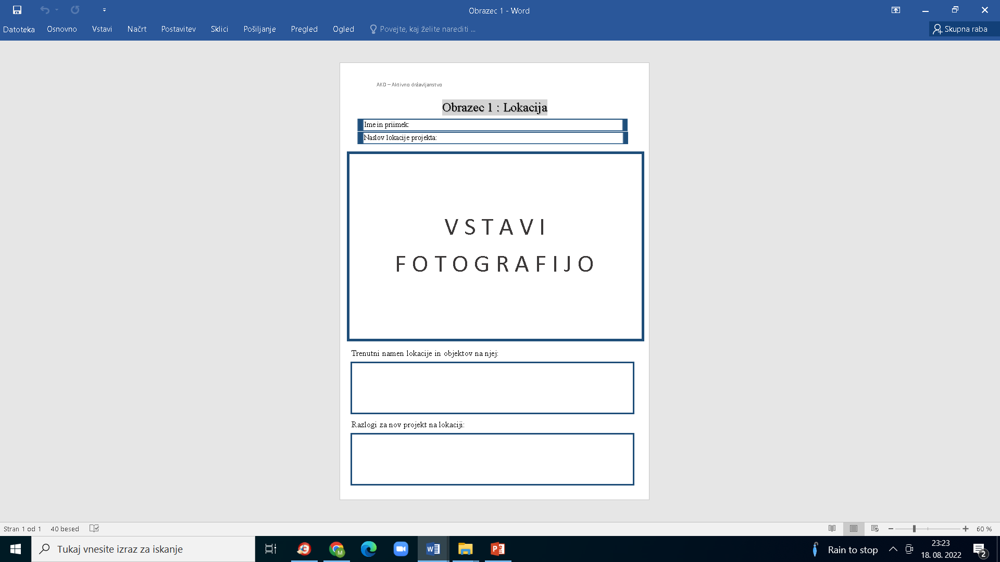 Obrazec 1 - Word
Datoteka Osnovno Vstavi Načrt Postavitev Sklici Pošiljanje Pregled Ogled Povejte, kaj želite narediti ... Skupna raba
AKD – Aktivno državljanstvo
Obrazec 1 : Lokacija
Ime in priimek:
Naslov lokacije projekta:
VSTAVI
FOTOGRAFIJO
Trenutni namen lokacije in objektov na njej:
Razlogi za nov projekt na lokaciji:
Stran 1 od 1 40 besed 60 %
Tukaj vnesite izraz za iskanje
Rain to stop
23:23
18. 08. 2022
2